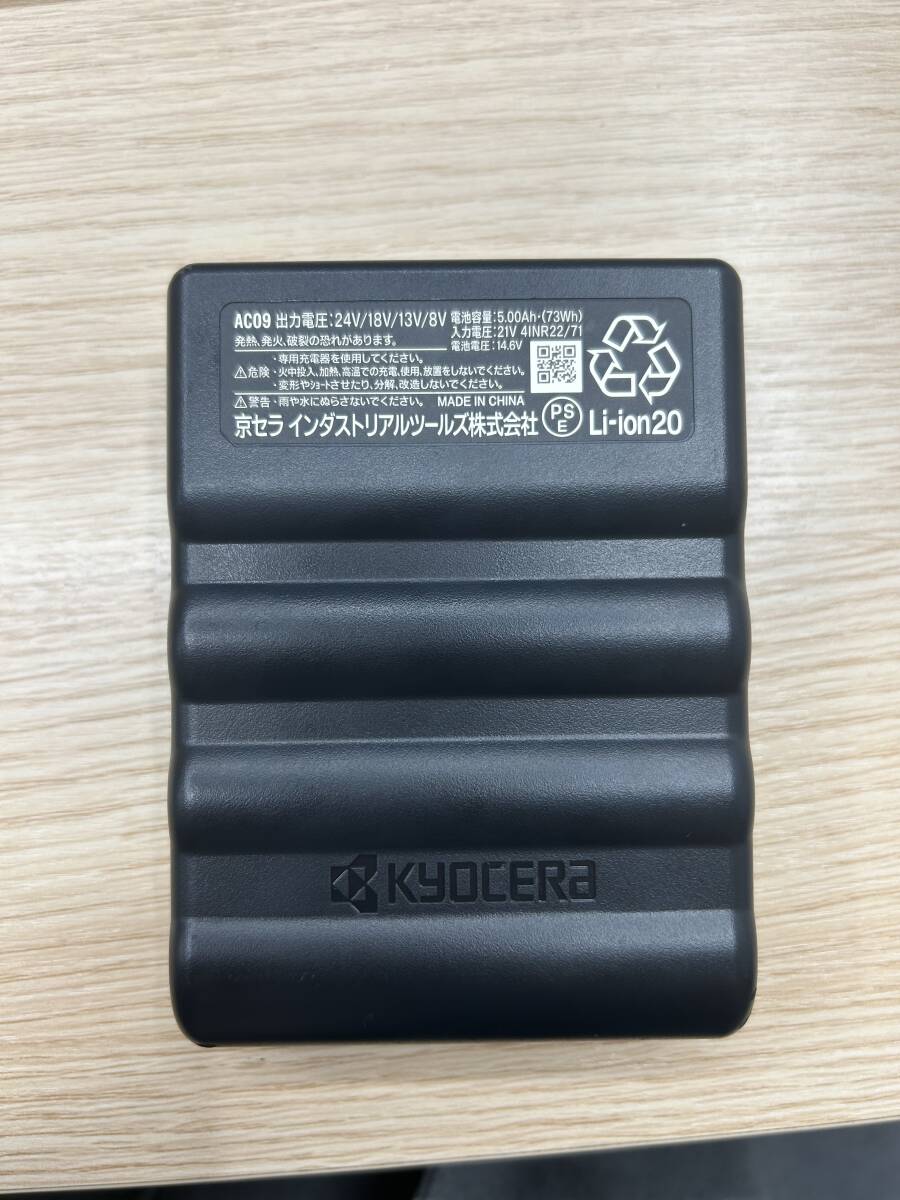 AC09 出力電圧:24V/18V/13V/8V 電池容量:5.00Ah・(73Wh)
発熱、発火、破裂の恐れがあります。 入力電圧:21V 4INR22/71
・専用充電器を使用してください。 電池電圧:14.6V
⚠危険・火中投入、加熱、高温での充電、使用、放置をしないでください。
・変形やショートさせたり、分解、改造しないでください。
⚠警告・雨や水にぬらさないでください。 MADE IN CHINA
京セラ インダストリアルツールズ株式会社 PS E Li-ion20
KYOCERA